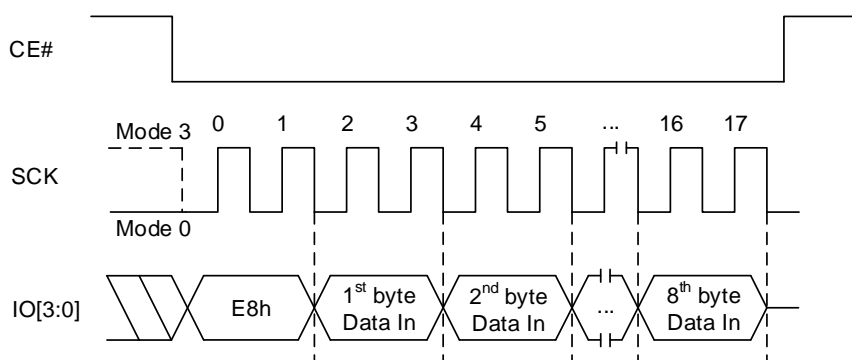 CE#
Mode 3 0 1 2 3 4 5 ... 16 17
SCK
Mode 0
IO[3:0] E8h 1st byte Data In 2nd byte Data In ... 8th byte Data In